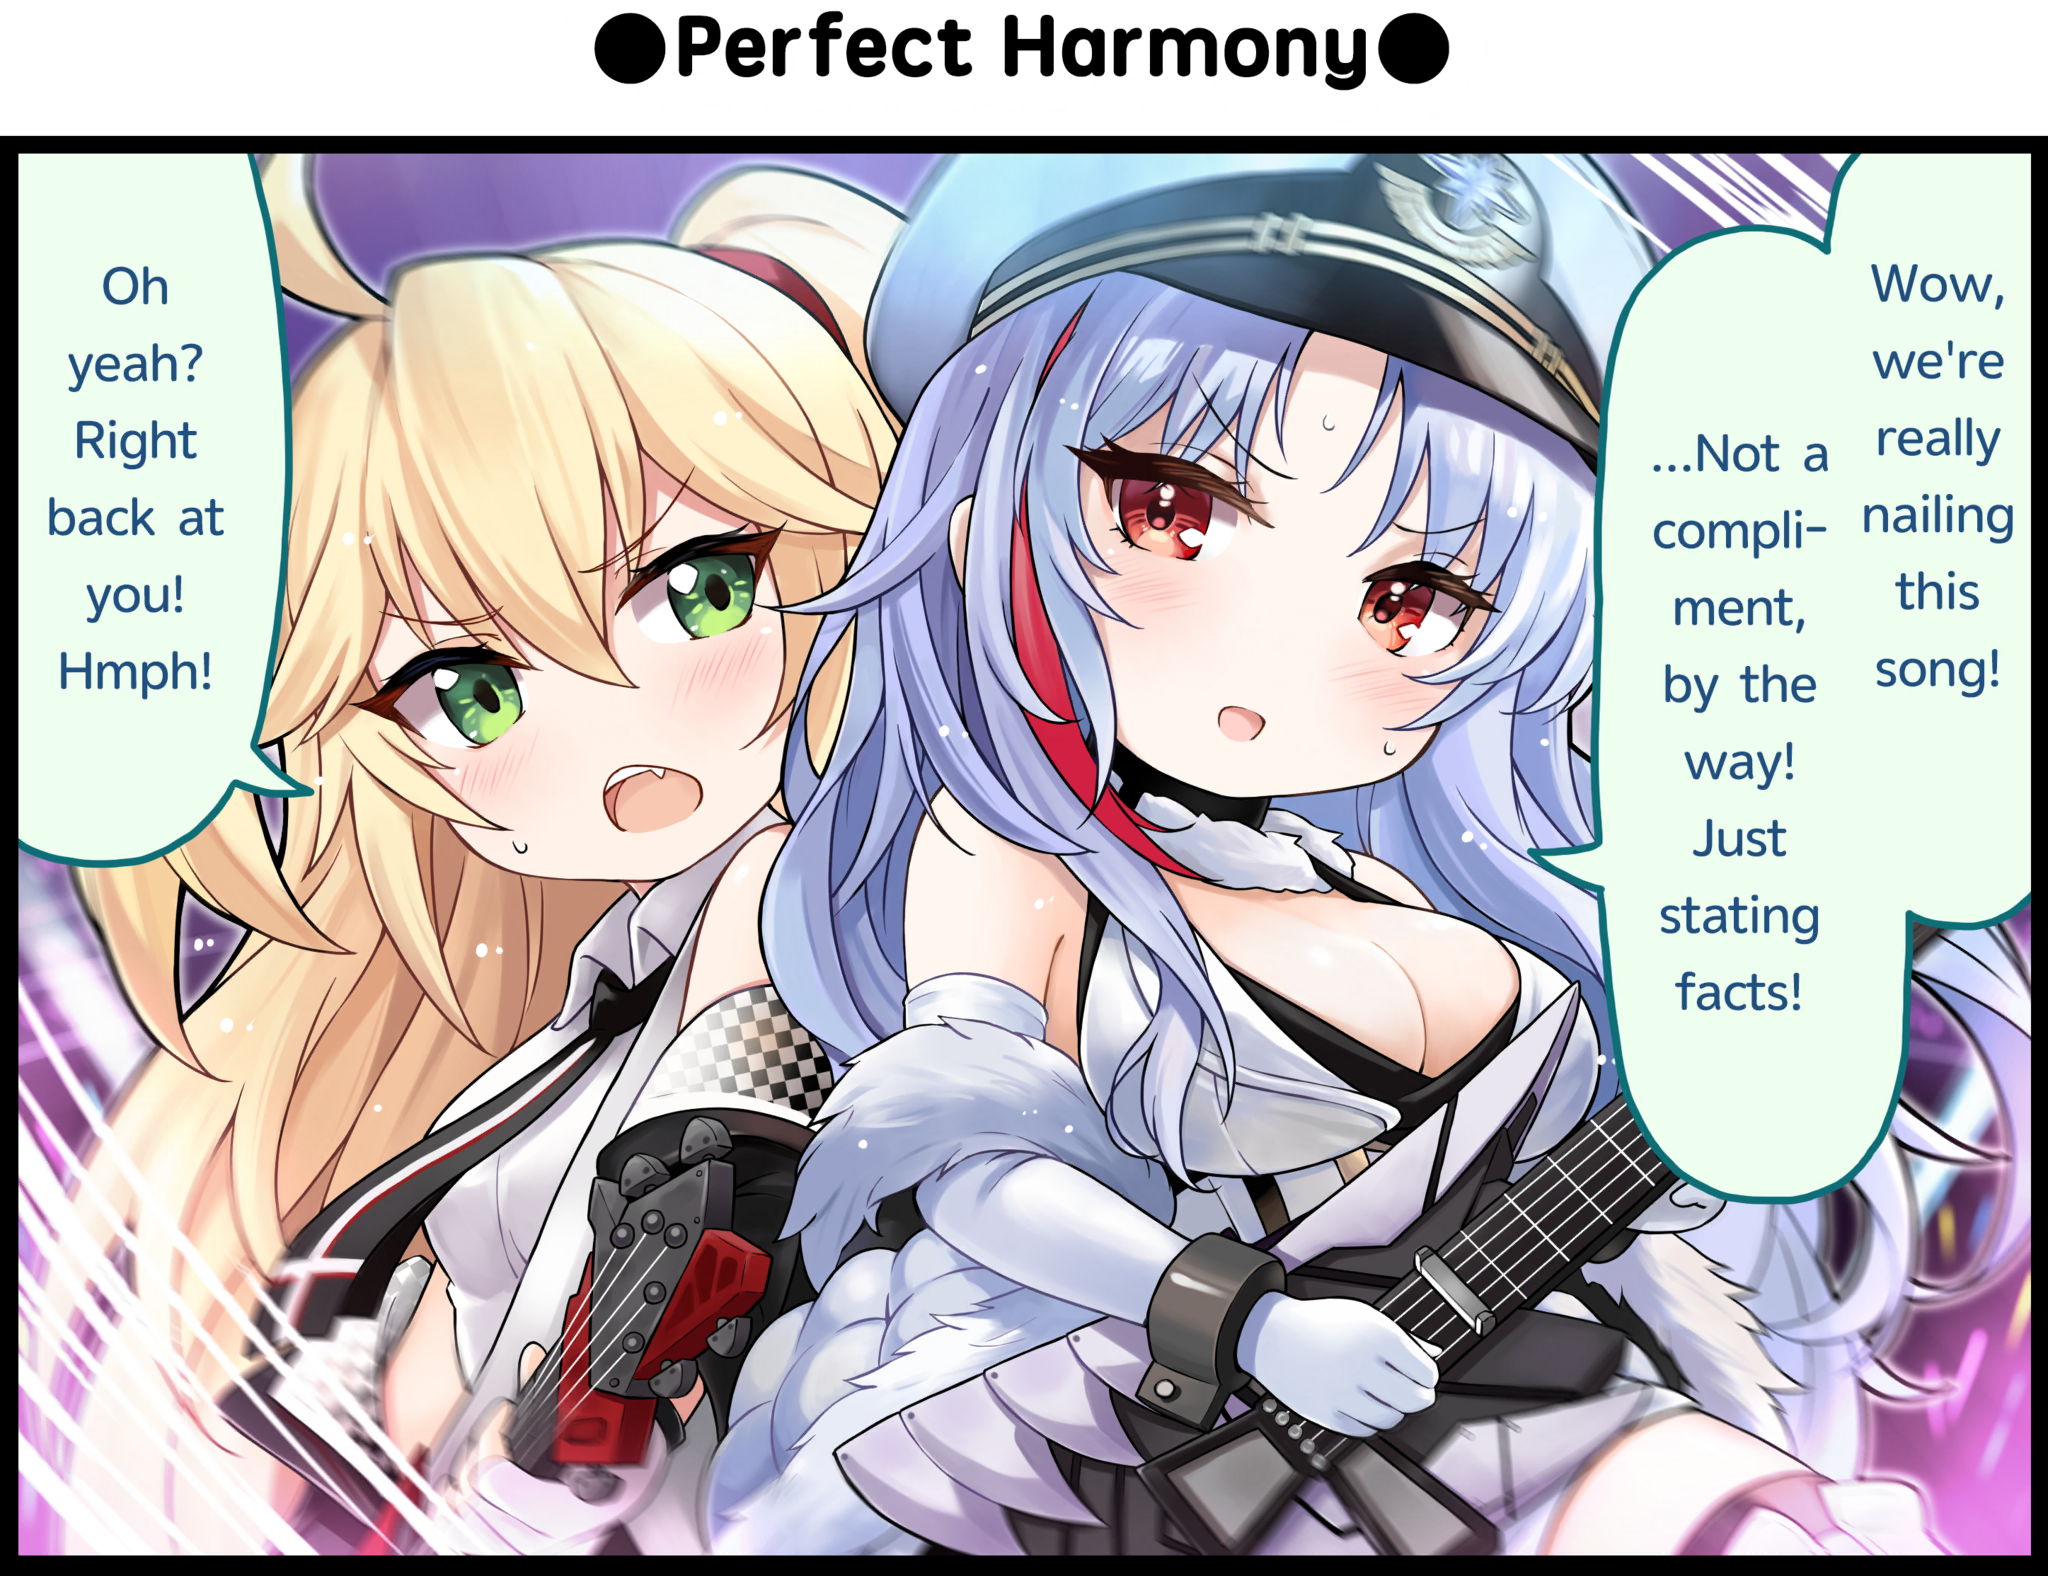 ●Perfect Harmony●
Wow,
we're
really
nailing
this
song!
...Not a
compli-
ment,
by the
way!
Just
stating
facts!
Oh
yeah?
Right
back at
you!
Hmph!